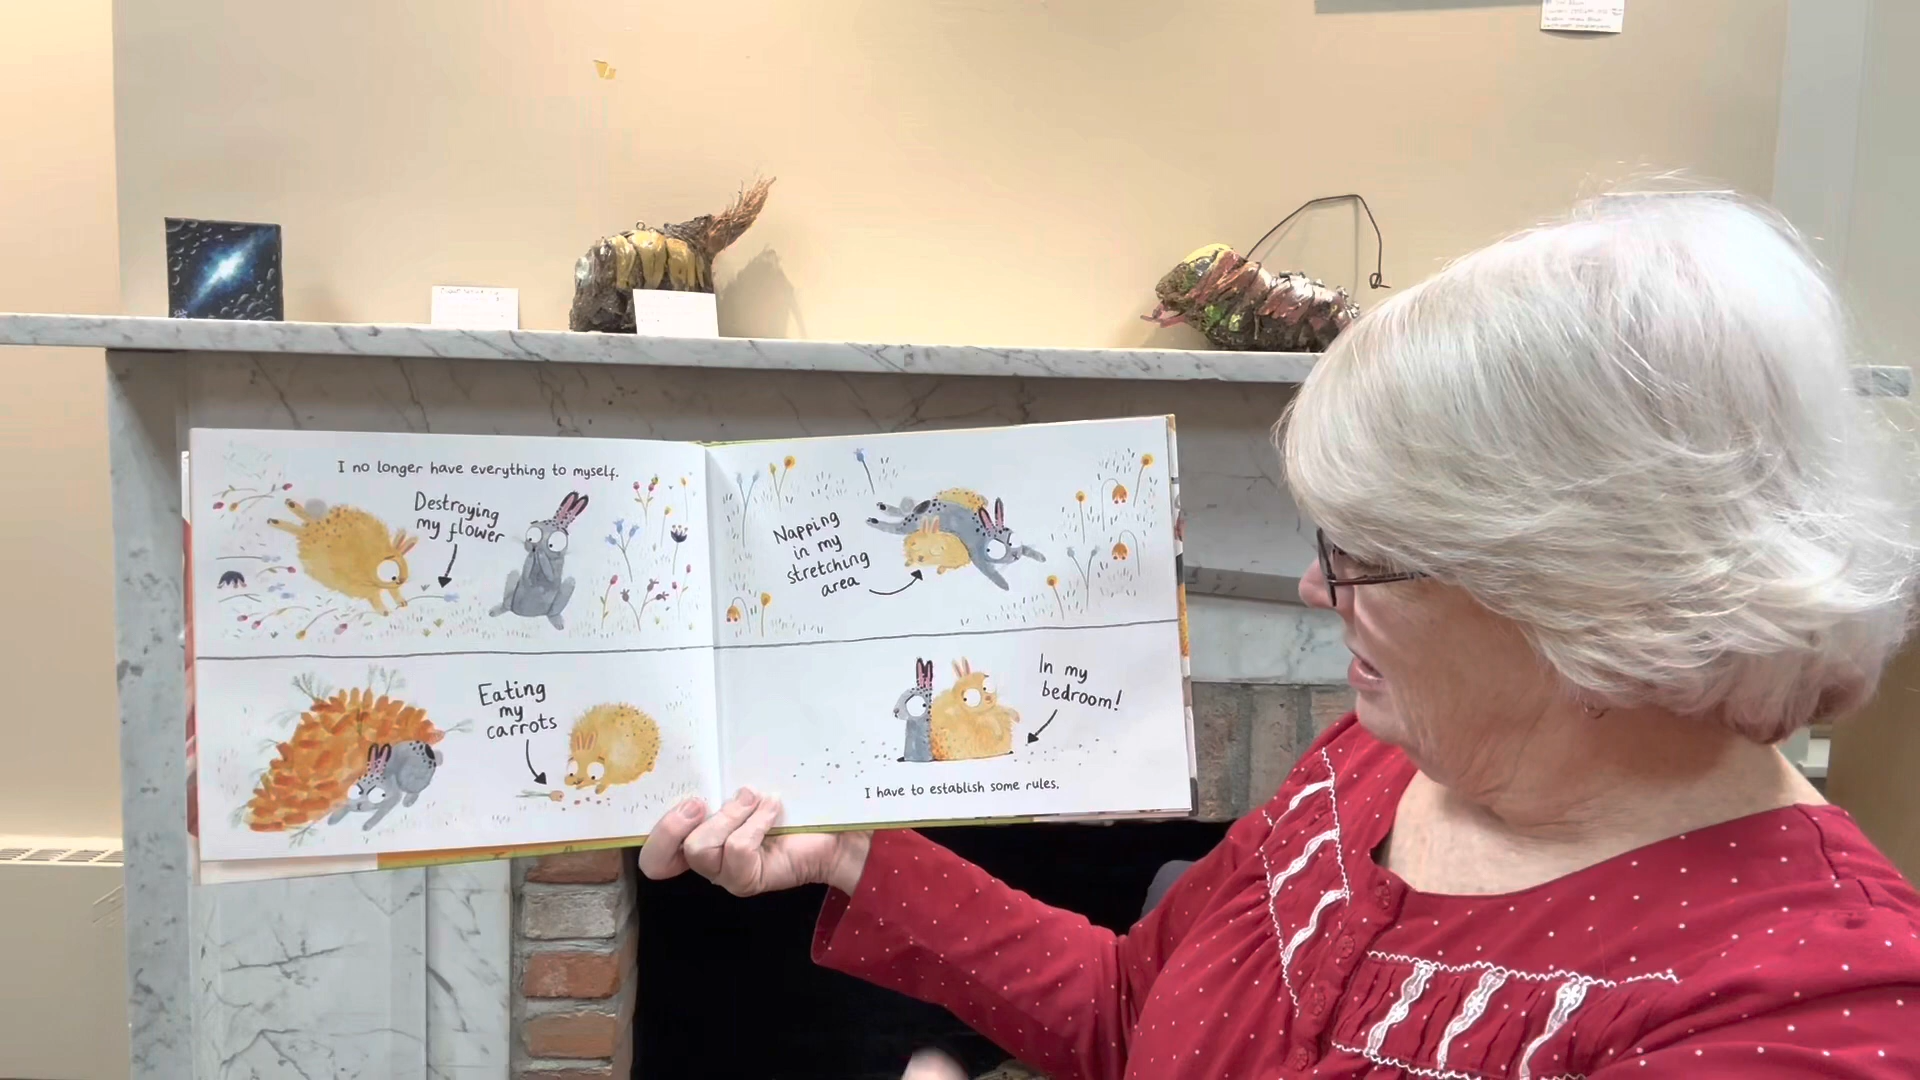 I no longer have everything to myself.
Destroying
my flower
Napping
in my
stretching
area
Eating
my
carrots
In my
bedroom!
I have to establish some rules.